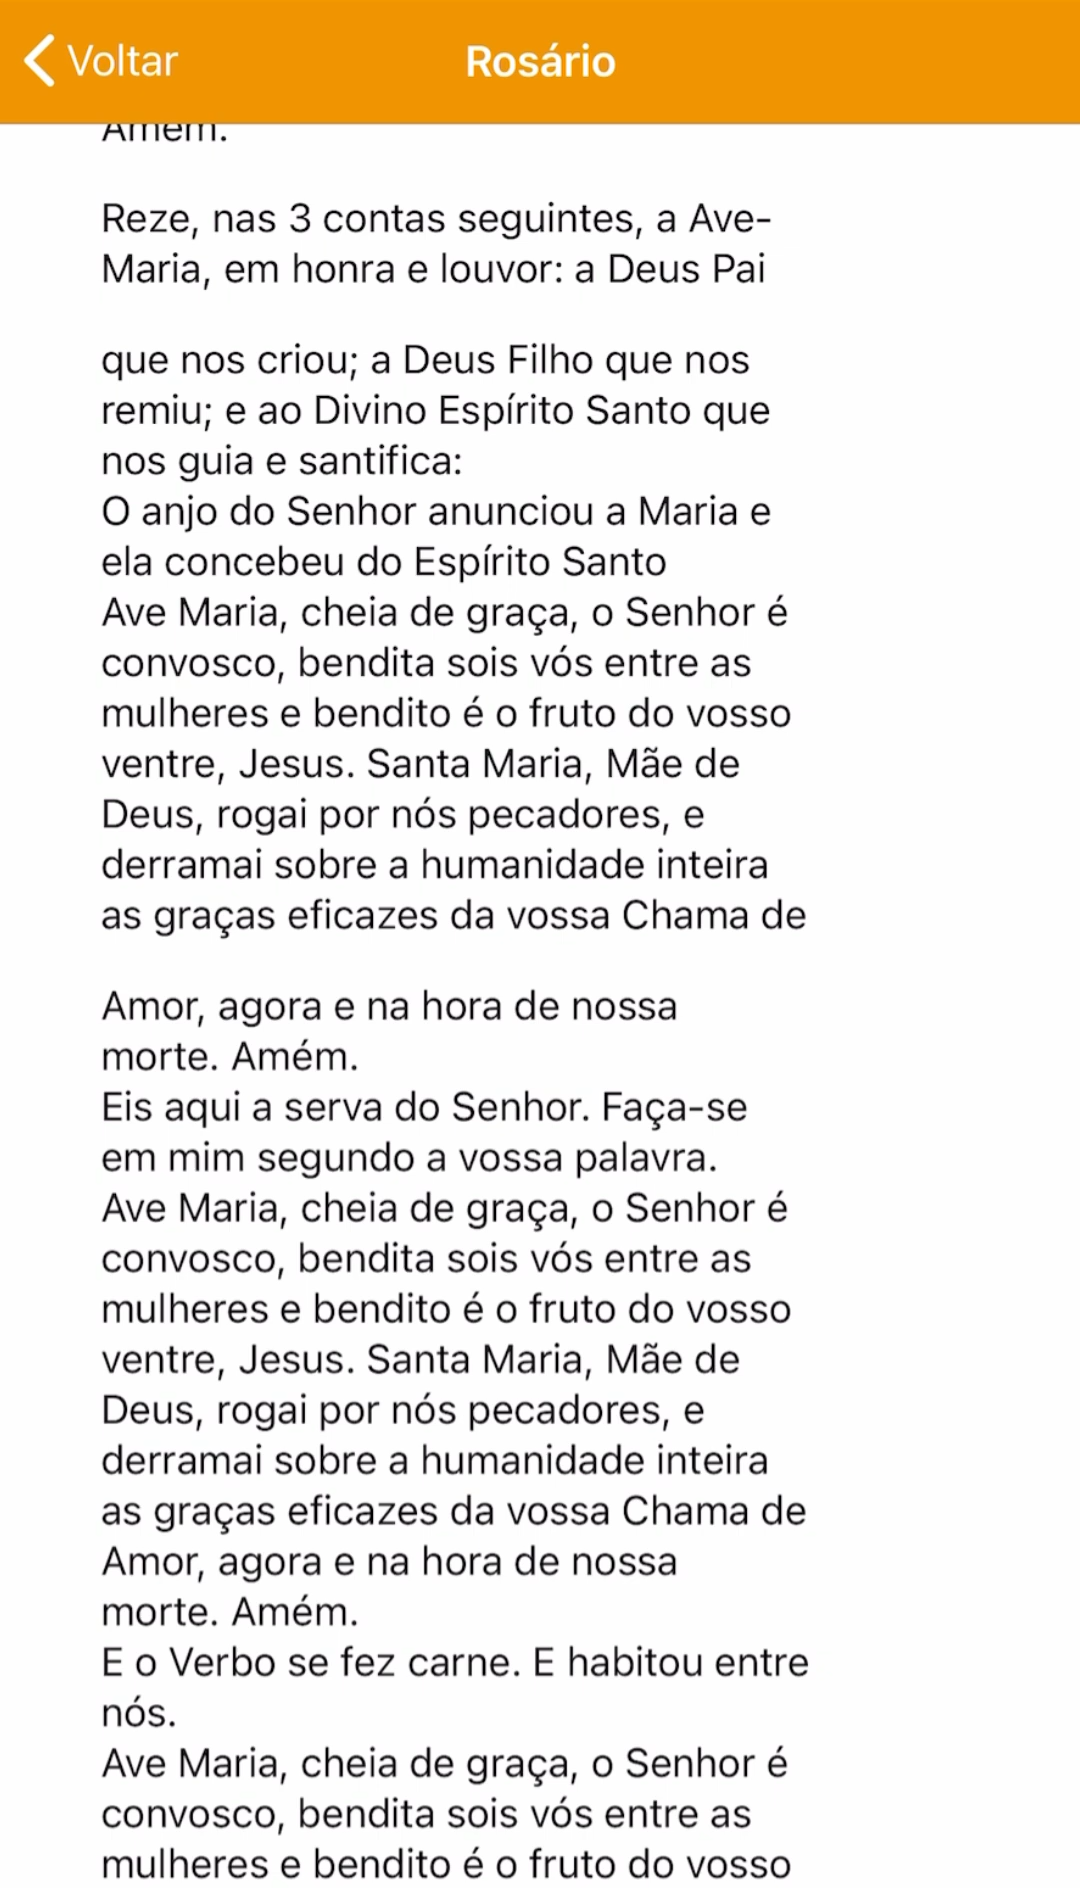 Voltar
Rosário
Amém.
Reze, nas 3 contas seguintes, a Ave-
Maria, em honra e louvor: a Deus Pai
que nos criou; a Deus Filho que nos
remiu; e ao Divino Espírito Santo que
nos guia e santifica:
O anjo do Senhor anunciou a Maria e
ela concebeu do Espírito Santo
Ave Maria, cheia de graça, o Senhor é
convosco, bendita sois vós entre as
mulheres e bendito é o fruto do vosso
ventre, Jesus. Santa Maria, Mãe de
Deus, rogai por nós pecadores, e
derramai sobre a humanidade inteira
as graças eficazes da vossa Chama de
Amor, agora e na hora de nossa
morte. Amém.
Eis aqui a serva do Senhor. Faça-se
em mim segundo a vossa palavra.
Ave Maria, cheia de graça, o Senhor é
convosco, bendita sois vós entre as
mulheres e bendito é o fruto do vosso
ventre, Jesus. Santa Maria, Mãe de
Deus, rogai por nós pecadores, e
derramai sobre a humanidade inteira
as graças eficazes da vossa Chama de
Amor, agora e na hora de nossa
morte. Amém.
E o Verbo se fez carne. E habitou entre
nós.
Ave Maria, cheia de graça, o Senhor é
convosco, bendita sois vós entre as
mulheres e bendito é o fruto do vosso